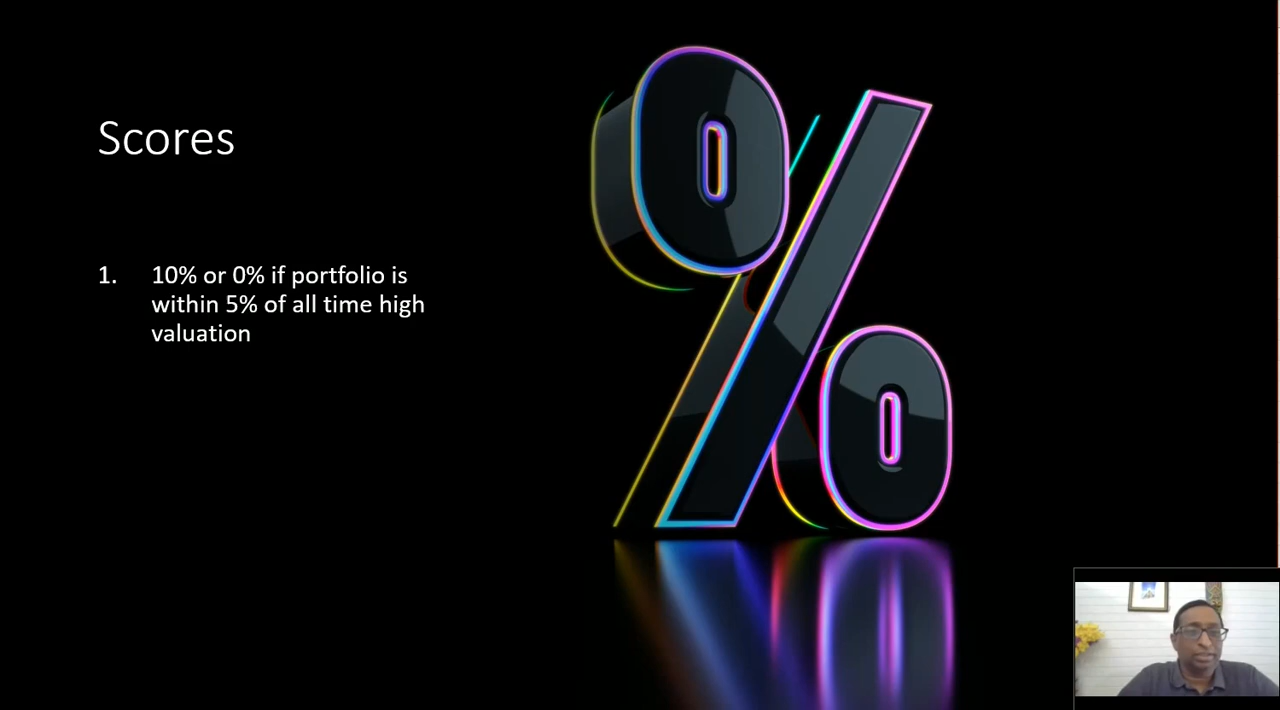 Scores
1. 10% or 0% if portfolio is
within 5% of all time high
valuation
%